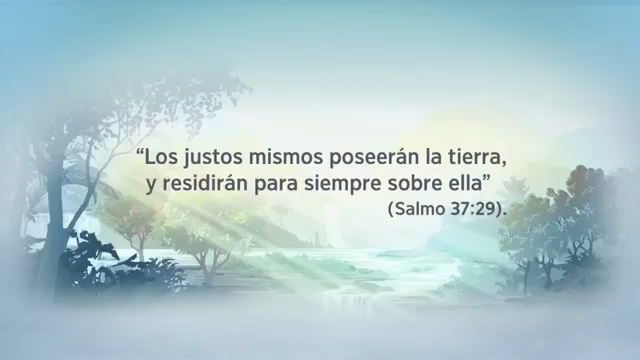 “Los justos mismos poseerán la tierra,
y residirán para siempre sobre ella”
(Salmo 37:29).